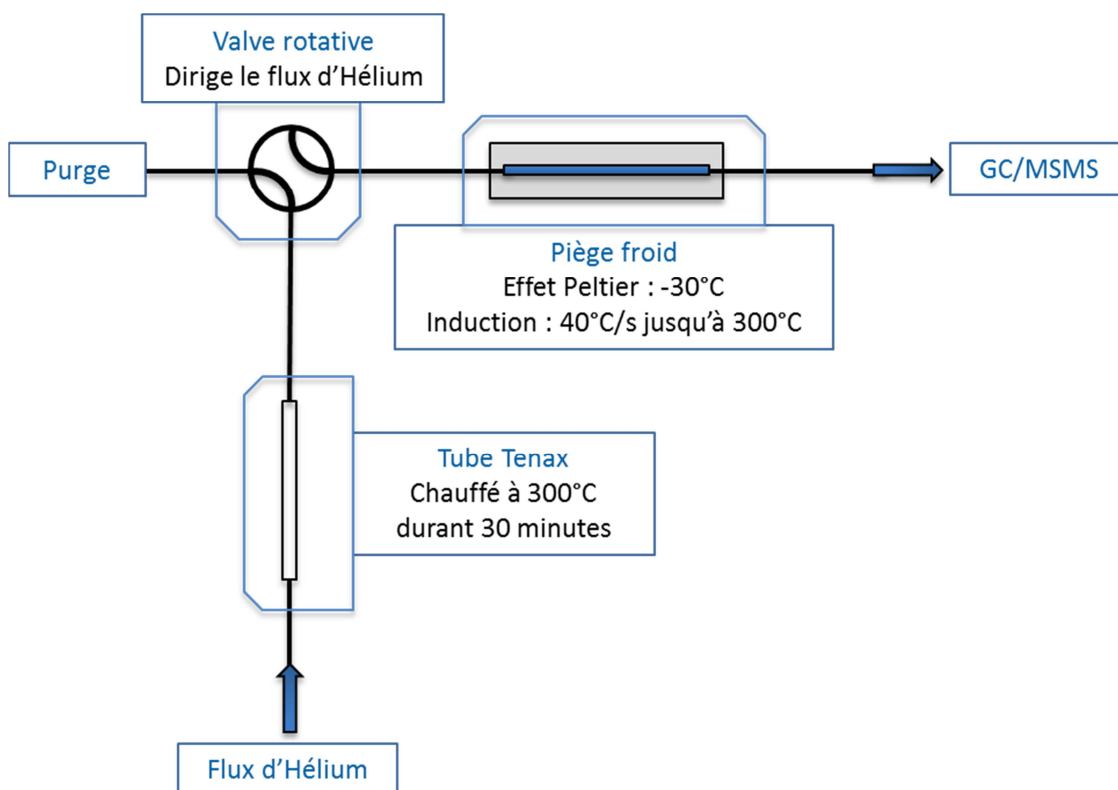 Valve rotative
Dirige le flux d’Hélium
Purge
GC/MSMS
Piège froid
Effet Peltier : -30°C
Induction : 40°C/s jusqu’à 300°C
Tube Tenax
Chauffé à 300°C
durant 30 minutes
Flux d’Hélium